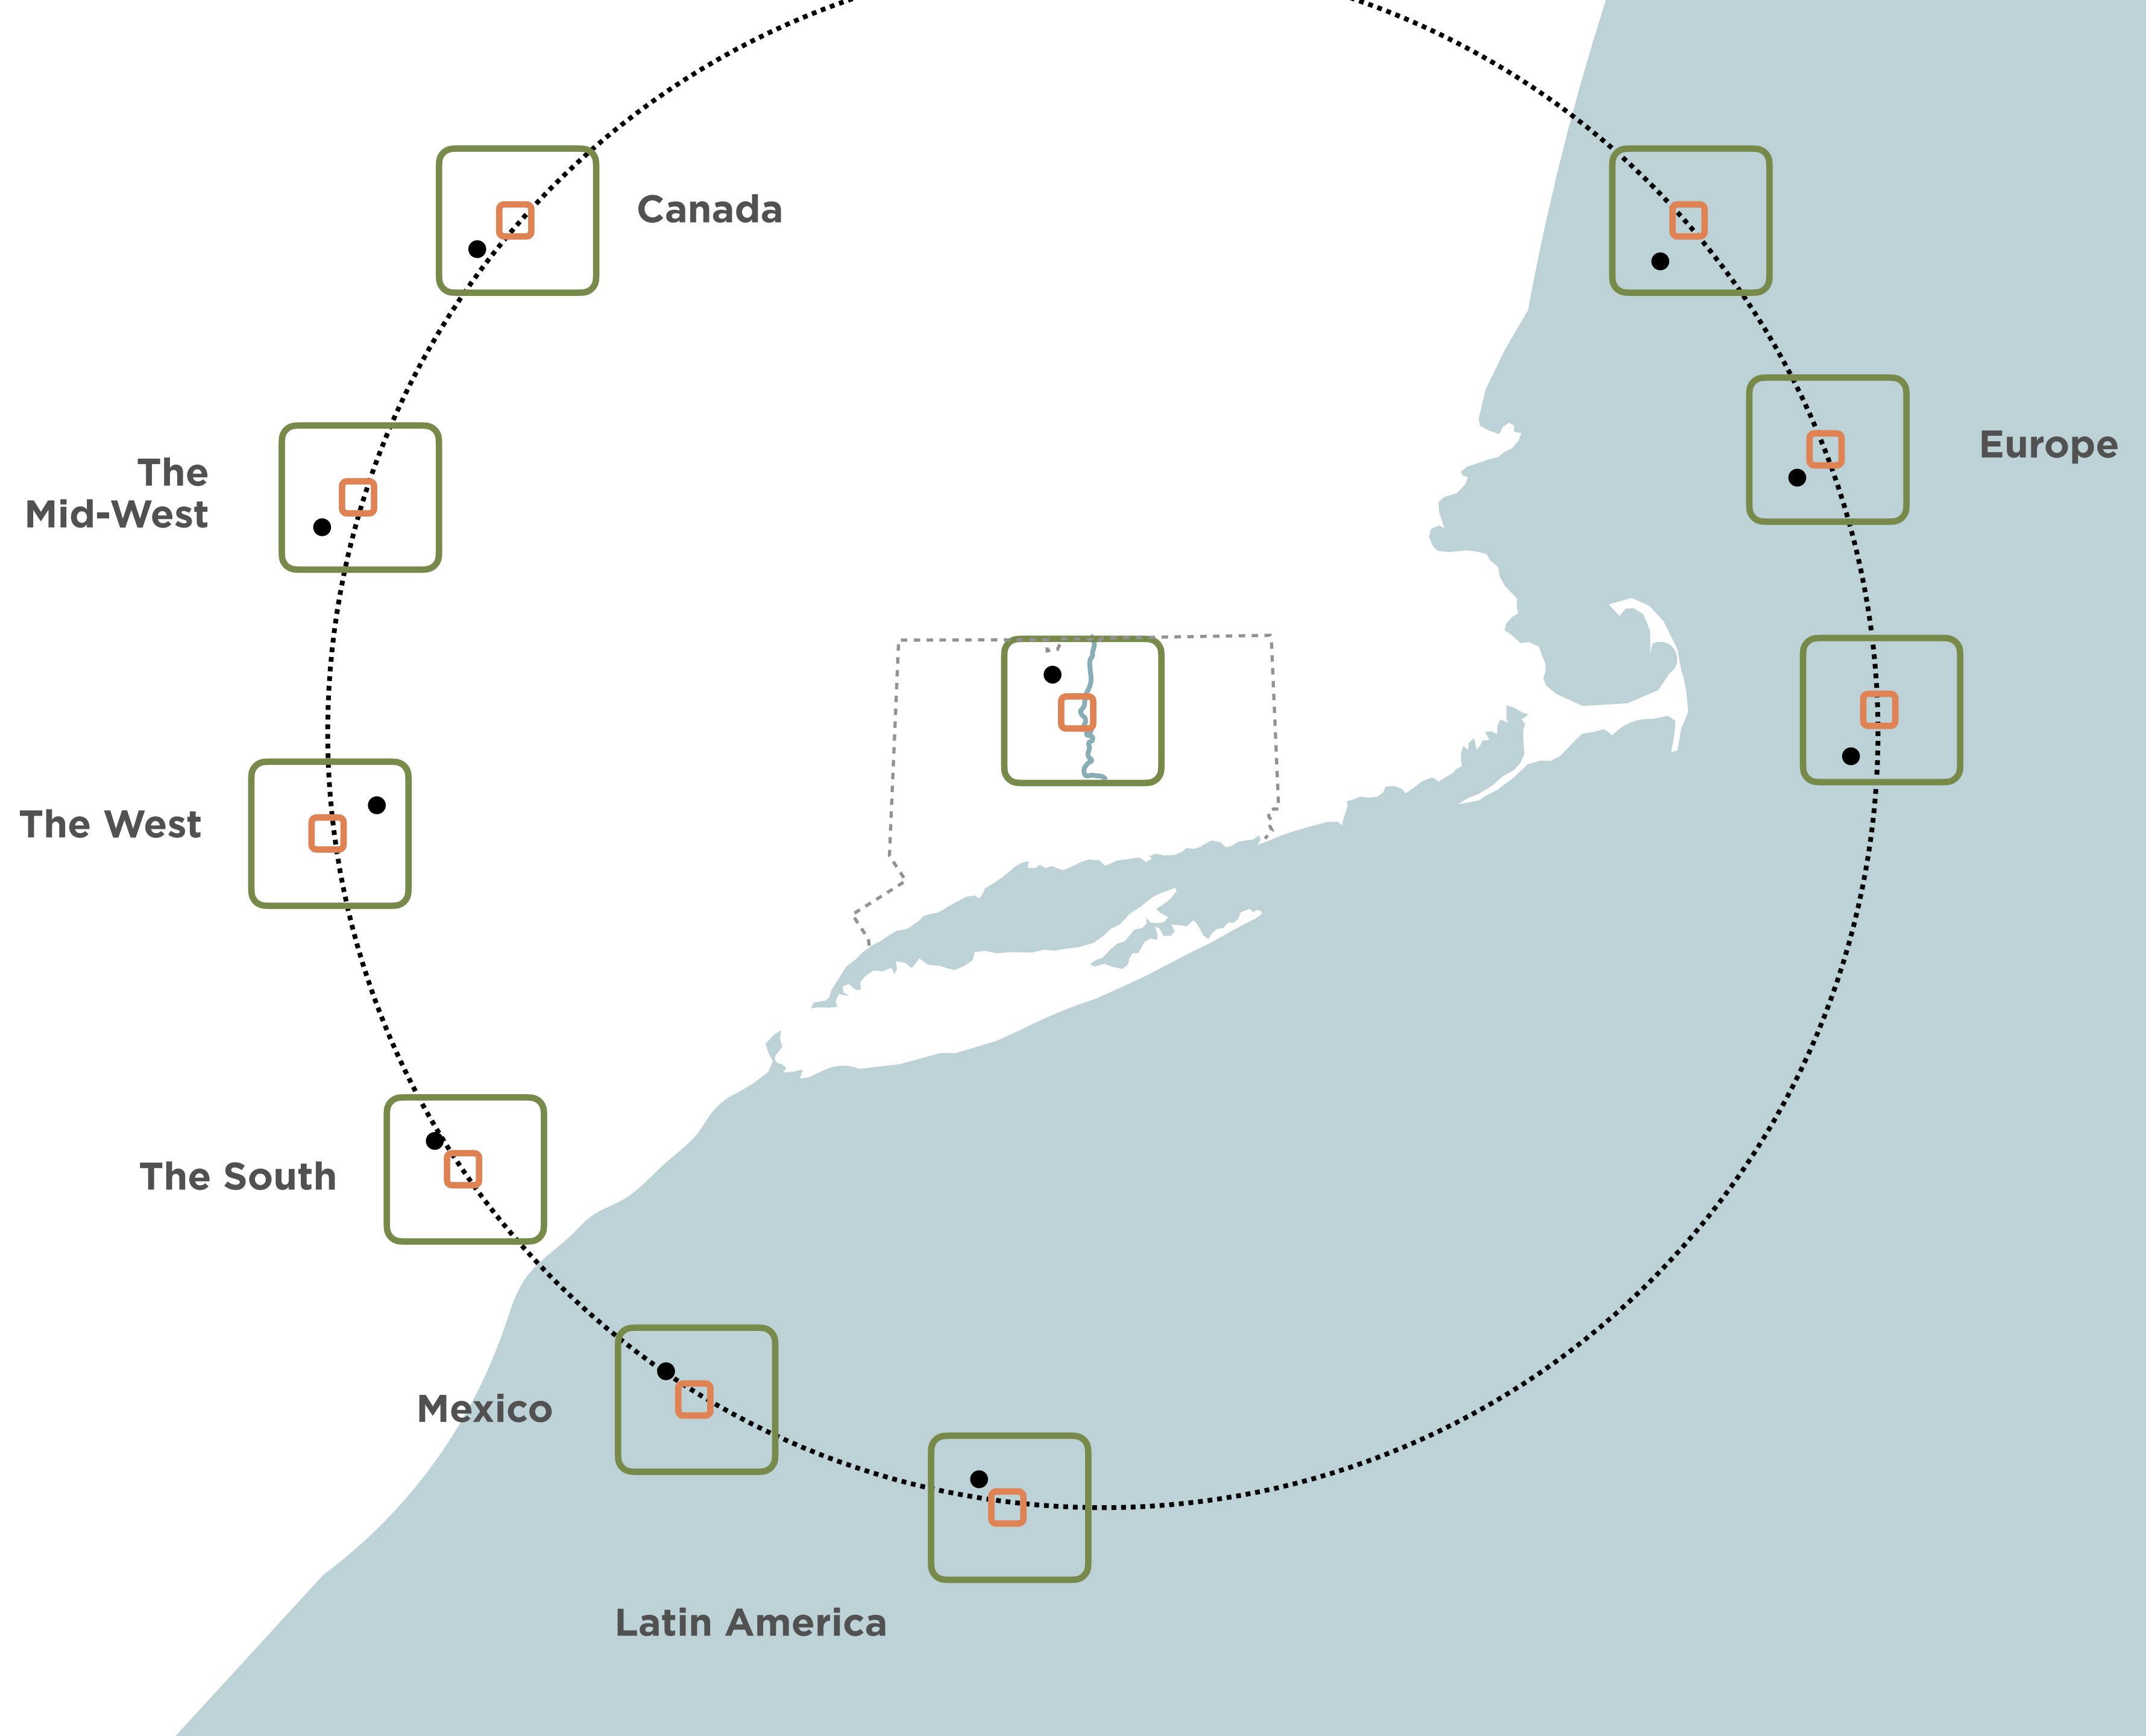 Canada
Europe
The
Mid-West
The West
The South
Mexico
Latin America